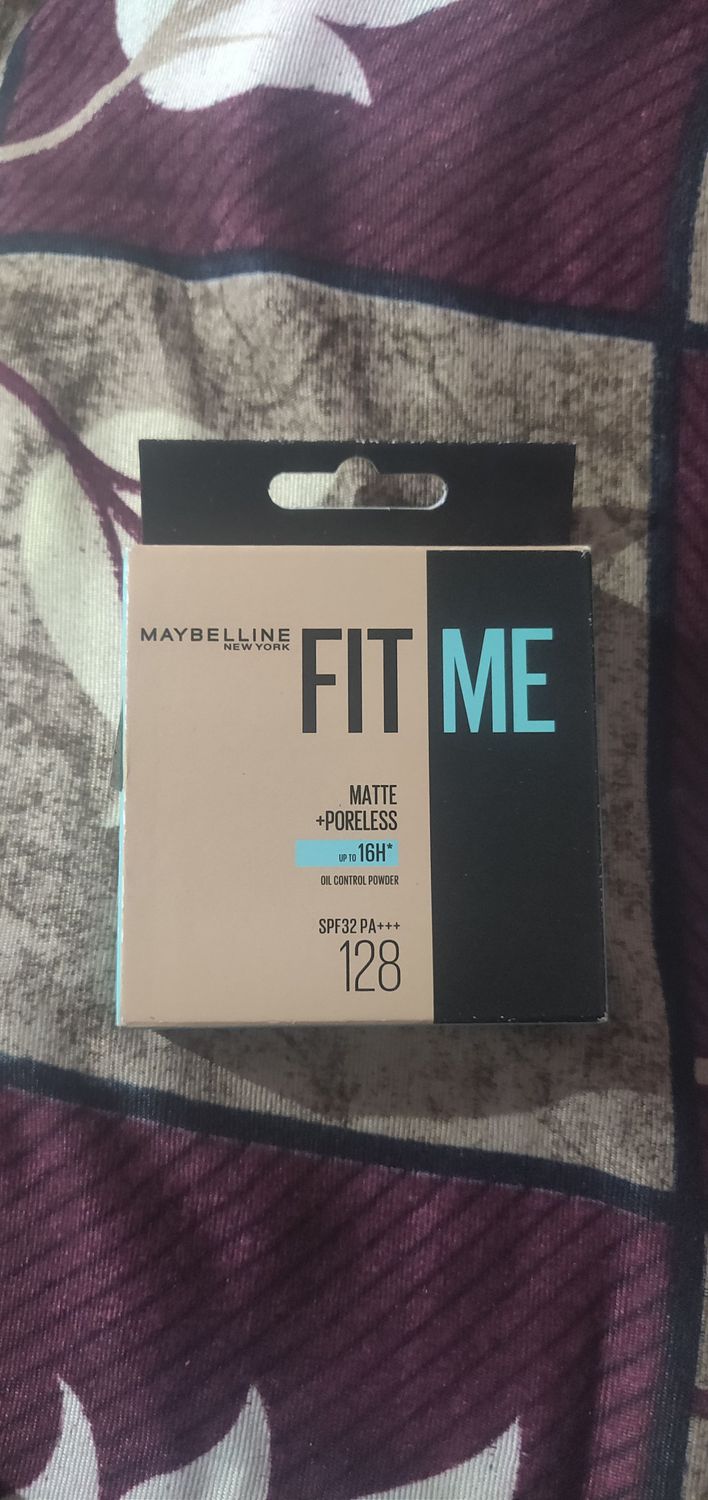 MAYBELLINE
NEW YORK
FIT ME
MATTE
+PORELESS
UP TO 16H*
OIL CONTROL POWDER
SPF32 PA+++
128